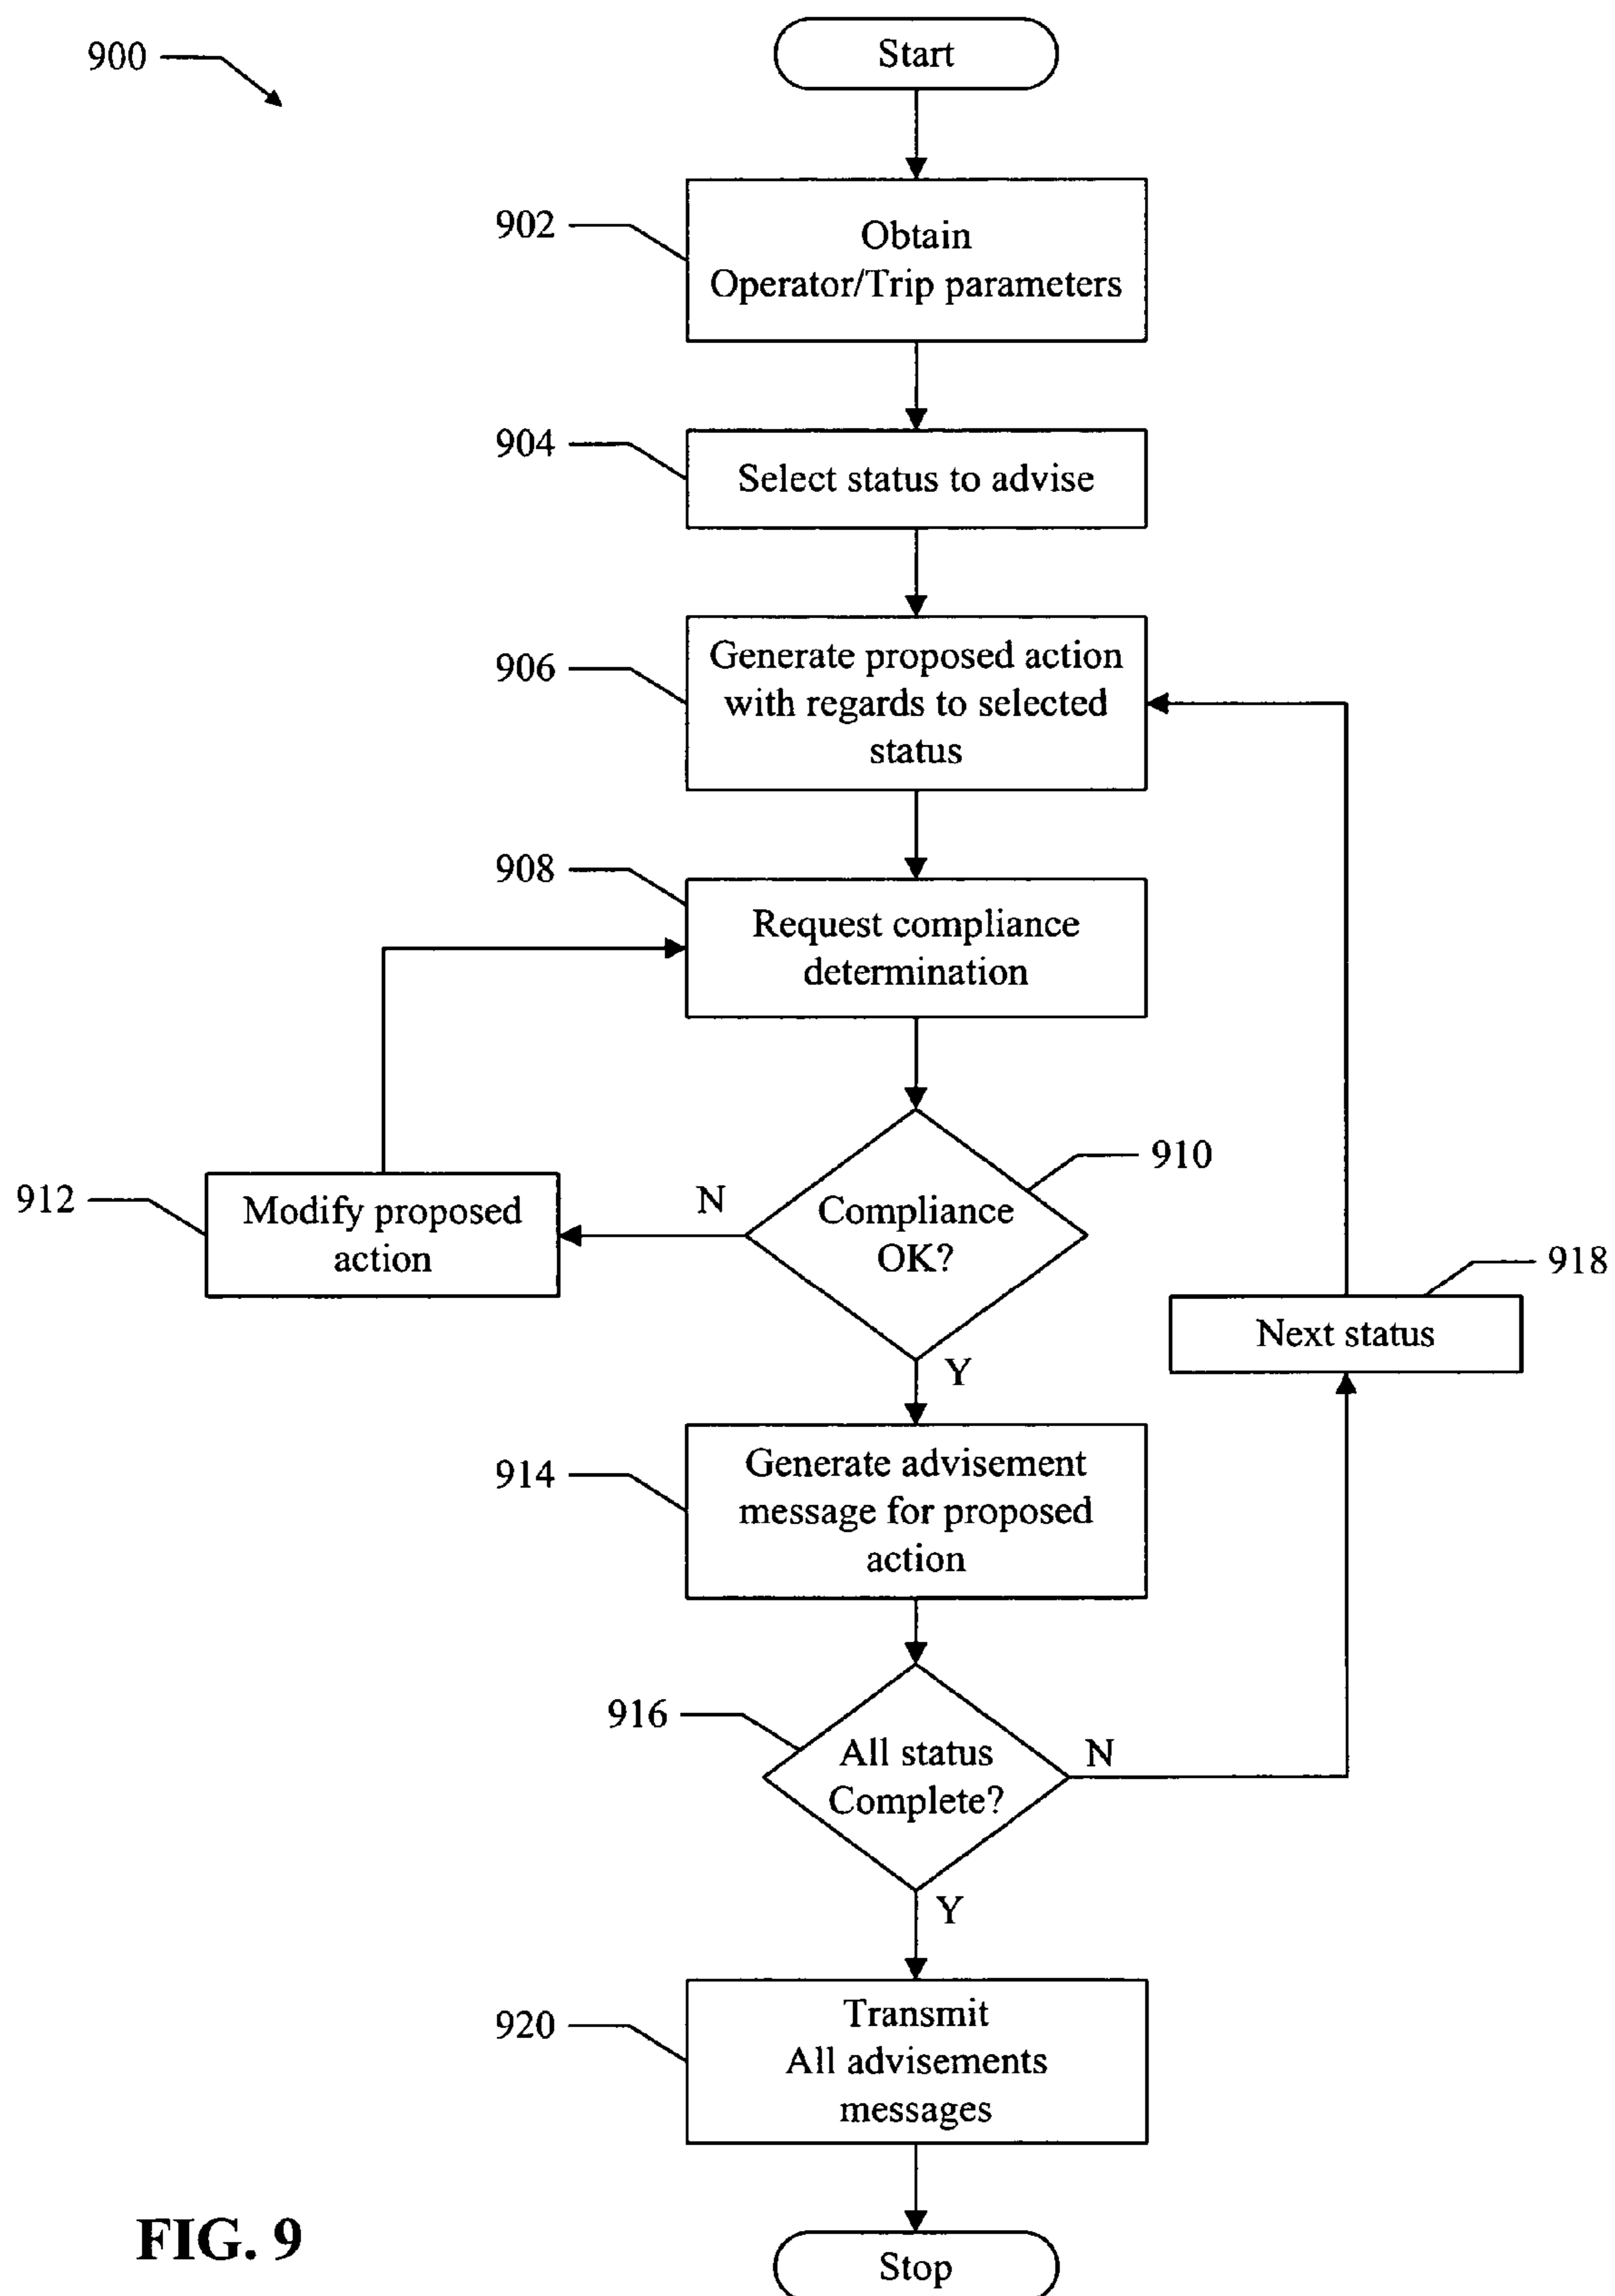 900
Start
902
Obtain
Operator/Trip parameters
904
Select status to advise
906
Generate proposed action
with regards to selected
status
908
Request compliance
determination
910
Compliance
OK?
N
912
Modify proposed
action
Y
918
Next status
914
Generate advisement
message for proposed
action
916
All status
Complete?
N
Y
920
Transmit
All advisements
messages
Stop
FIG. 9